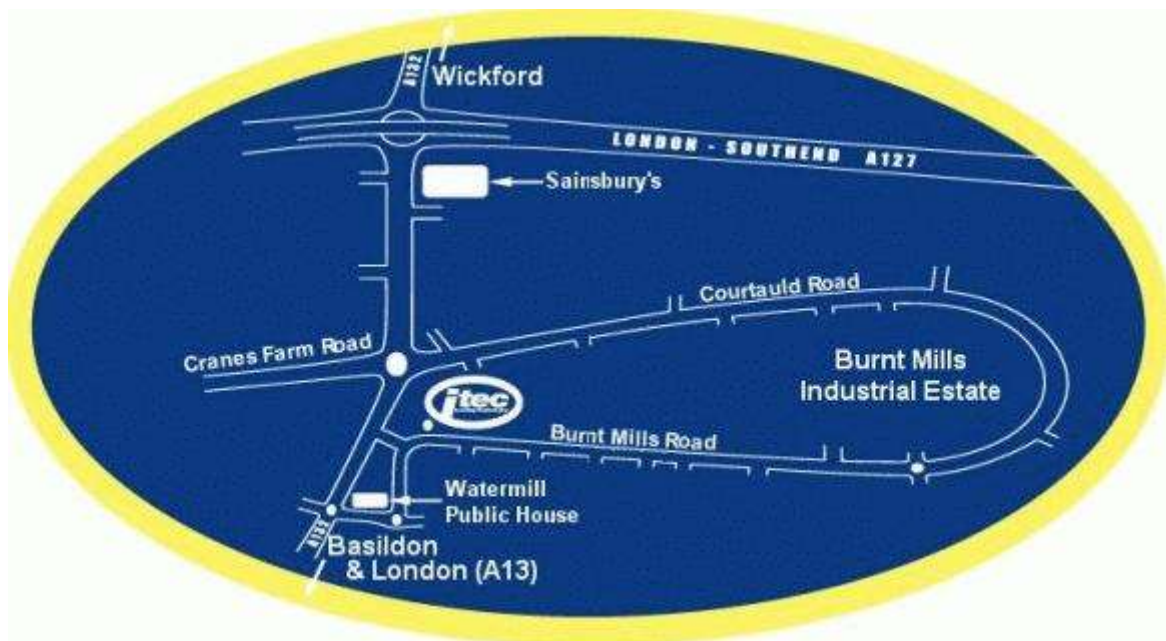 A132
Wickford
LONDON - SOUTHEND A127
Sainsbury's
Courtauld Road
Cranes Farm Road
Burnt Mills
Industrial Estate
itec
Burnt Mills Road
Watermill
Public House
A132
Basildon
& London (A13)